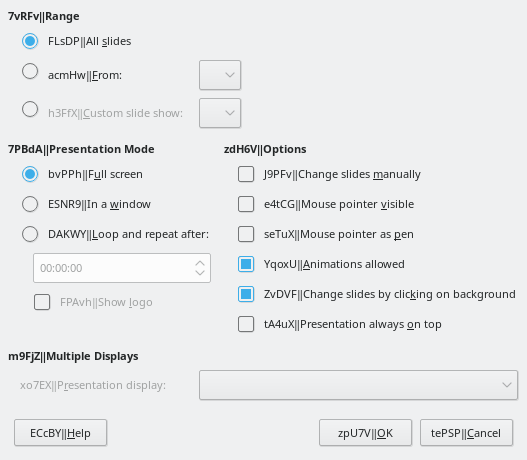 7vRFv||Range
FLsDP||All slides
acmHw||From:
h3FfX||Custom slide show:
7PBdA||Presentation Mode
bvPPh||Full screen
ESNR9||In a window
DAKWY||Loop and repeat after:
00:00:00
FPAvh||Show logo
zdH6V||Options
J9PFv||Change slides manually
e4tCG||Mouse pointer visible
seTuX||Mouse pointer as pen
YqoxU||Animations allowed
ZvDVF||Change slides by clicking on background
tA4uX||Presentation always on top
m9FjZ||Multiple Displays
xo7EX||Presentation display:
ECcBY||Help
zpU7V||OK
tePSP||Cancel